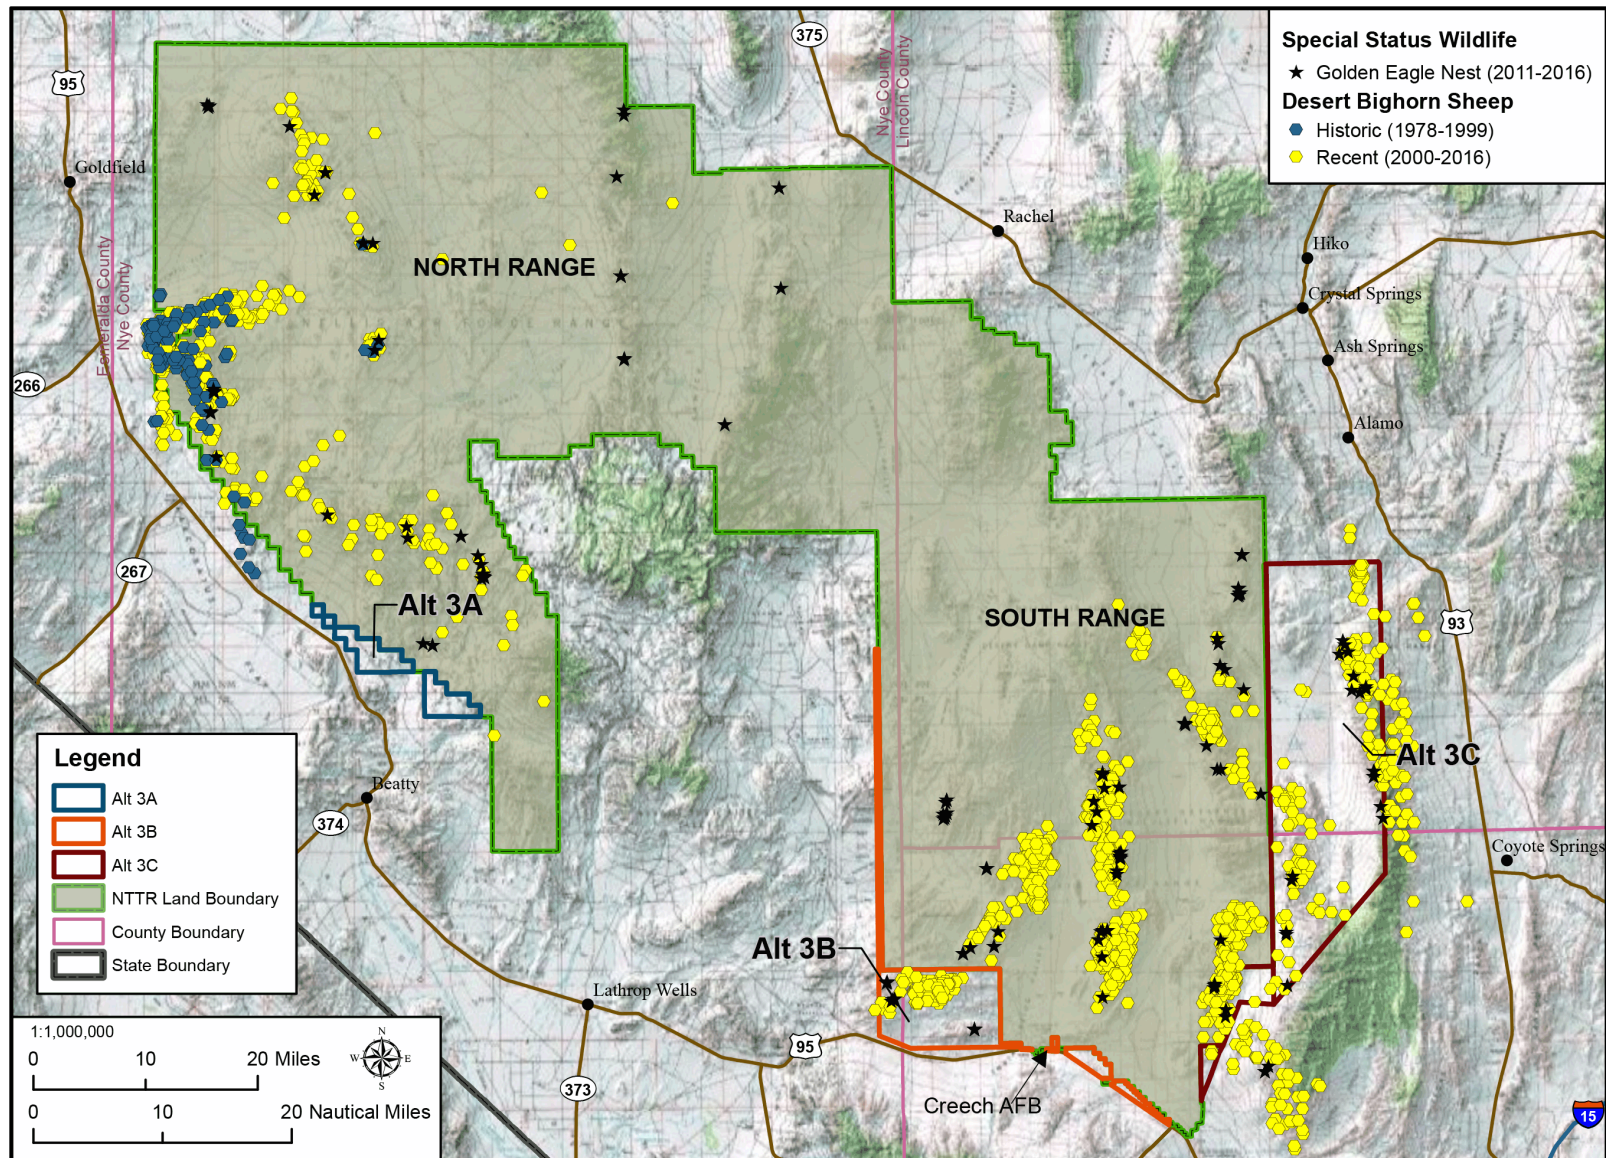 Special Status Wildlife
Golden Eagle Nest (2011-2016)
Desert Bighorn Sheep
Historic (1978-1999)
Recent (2000-2016)
375
95
Nye County
Lincoln County
Goldfield
Rachel
Hiko
NORTH RANGE
Crystal Springs
Esmeralda County
Nye County
Ash Springs
266
Alamo
267
Alt 3A
SOUTH RANGE
93
Alt 3C
Legend
Alt 3A
Alt 3B
Alt 3C
NTTR Land Boundary
County Boundary
State Boundary
Beatty
374
Coyote Springs
Alt 3B
Lathrop Wells
95
373
Creech AFB
15
1:1,000,000
0 10 20 Miles
0 10 20 Nautical Miles
N
W E
S